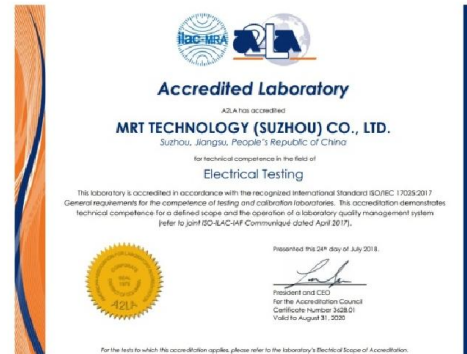 ilac-MRA
A2LA
Accredited Laboratory
A2LA has accredited
MRT TECHNOLOGY (SUZHOU) CO., LTD.
Suzhou, Jiangsu, People's Republic of China
for technical competence in the field of
Electrical Testing
This laboratory is accredited in accordance with the recognized International Standard ISO/IEC 17025:2017
General requirements for the competence of testing and calibration laboratories. This accreditation demonstrates
technical competence for a defined scope and the operation of a laboratory quality management system
(refer to joint ISO-ILAC-IAF Communiqué dated April 2017).
Presented this 24th day of July 2018.
President and CEO
For the Accreditation Council
Certificate Number 3628.01
Valid to August 31, 2020
CORPORATE
SEAL
1978
A2LA
For the tests to which this accreditation applies, please refer to the laboratory's Electrical Scope of Accreditation.